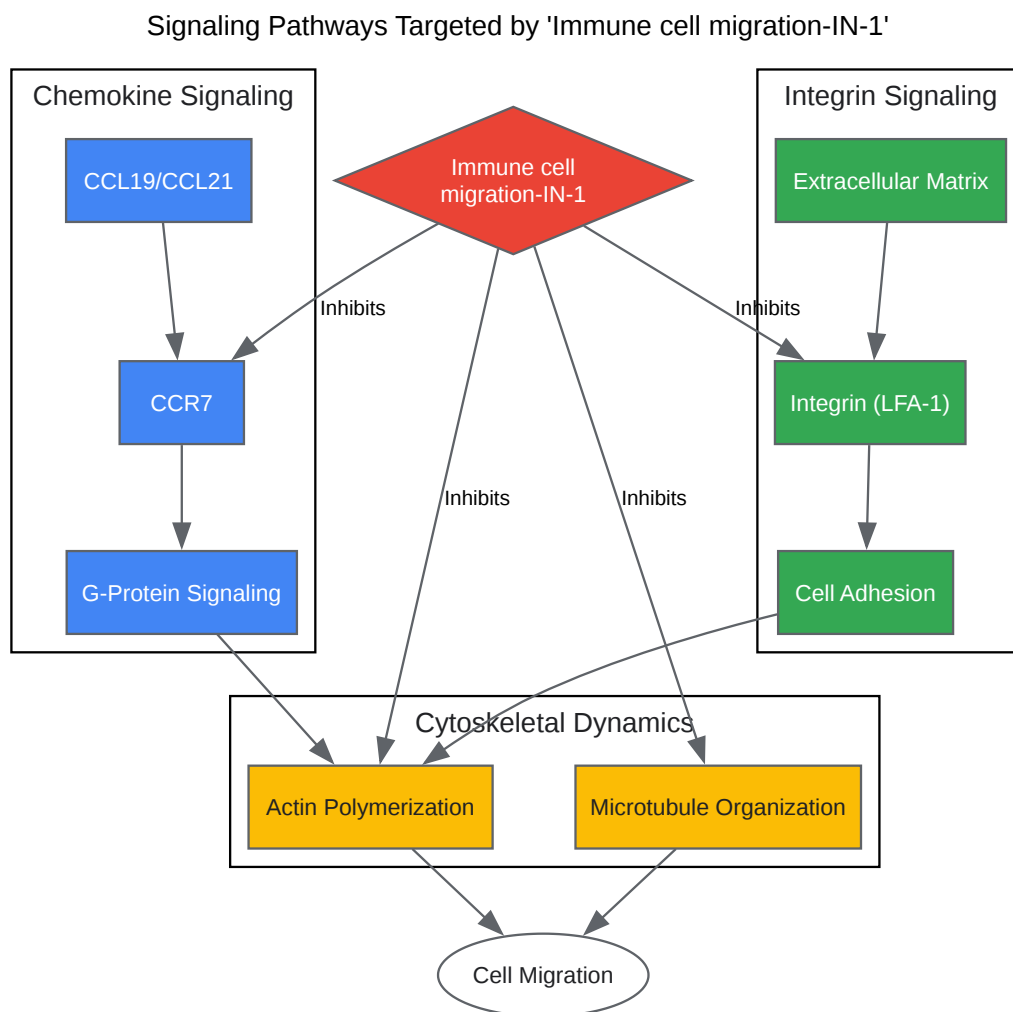 Signaling Pathways Targeted by 'Immune cell migration-IN-1'
Chemokine Signaling
Integrin Signaling
CCL19/CCL21
Immune cell
migration-IN-1
Extracellular Matrix
Inhibits
Inhibits
CCR7
Integrin (LFA-1)
Inhibits
Inhibits
G-Protein Signaling
Cell Adhesion
Cytoskeletal Dynamics
Actin Polymerization
Microtubule Organization
Cell Migration